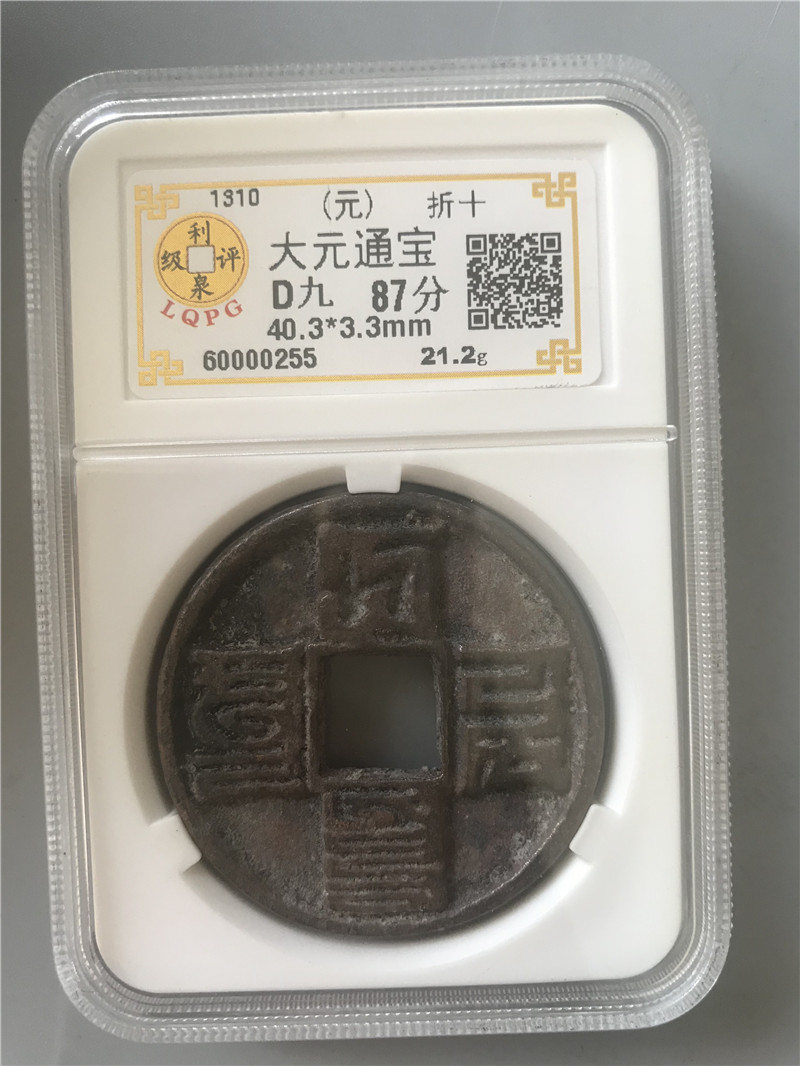 1310 (元) 折十
利泉评级
LQPG
大元通宝
D九 87分
40.3*3.3mm
60000255 21.2g